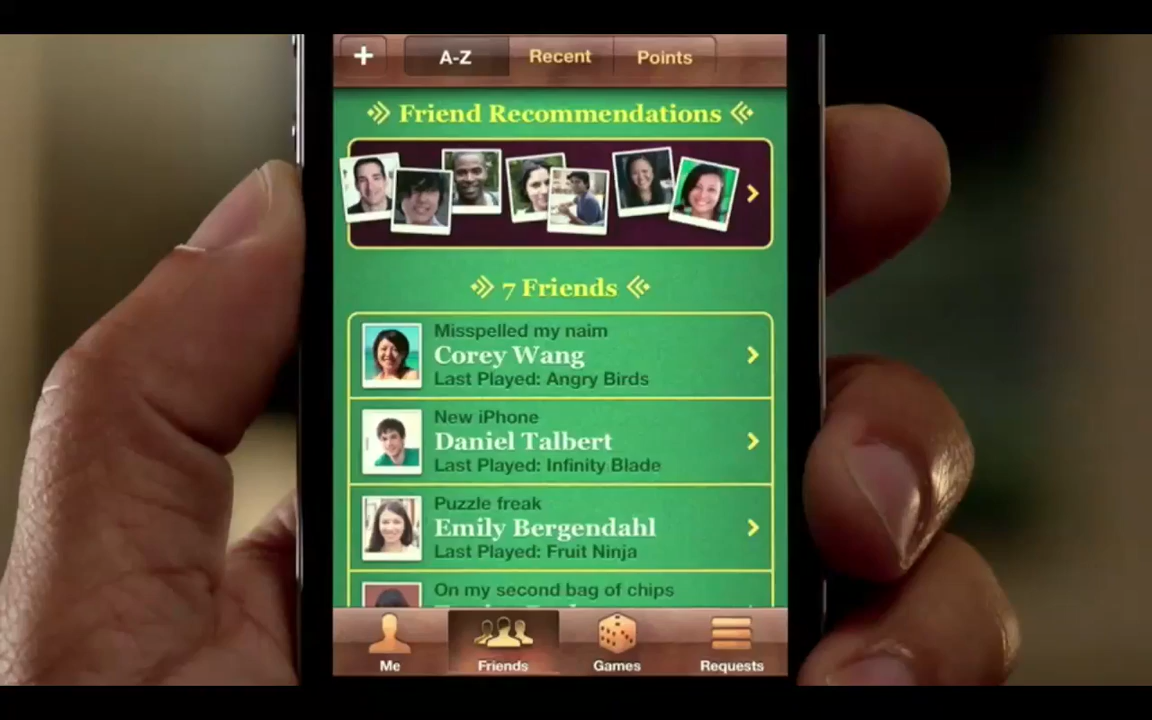 +
A-Z
Recent
Points
Friend Recommendations
7 Friends
Misspelled my naim
Corey Wang
Last Played: Angry Birds
New iPhone
Daniel Talbert
Last Played: Infinity Blade
Puzzle freak
Emily Bergendahl
Last Played: Fruit Ninja
On my second bag of chips
Me
Friends
Games
Requests